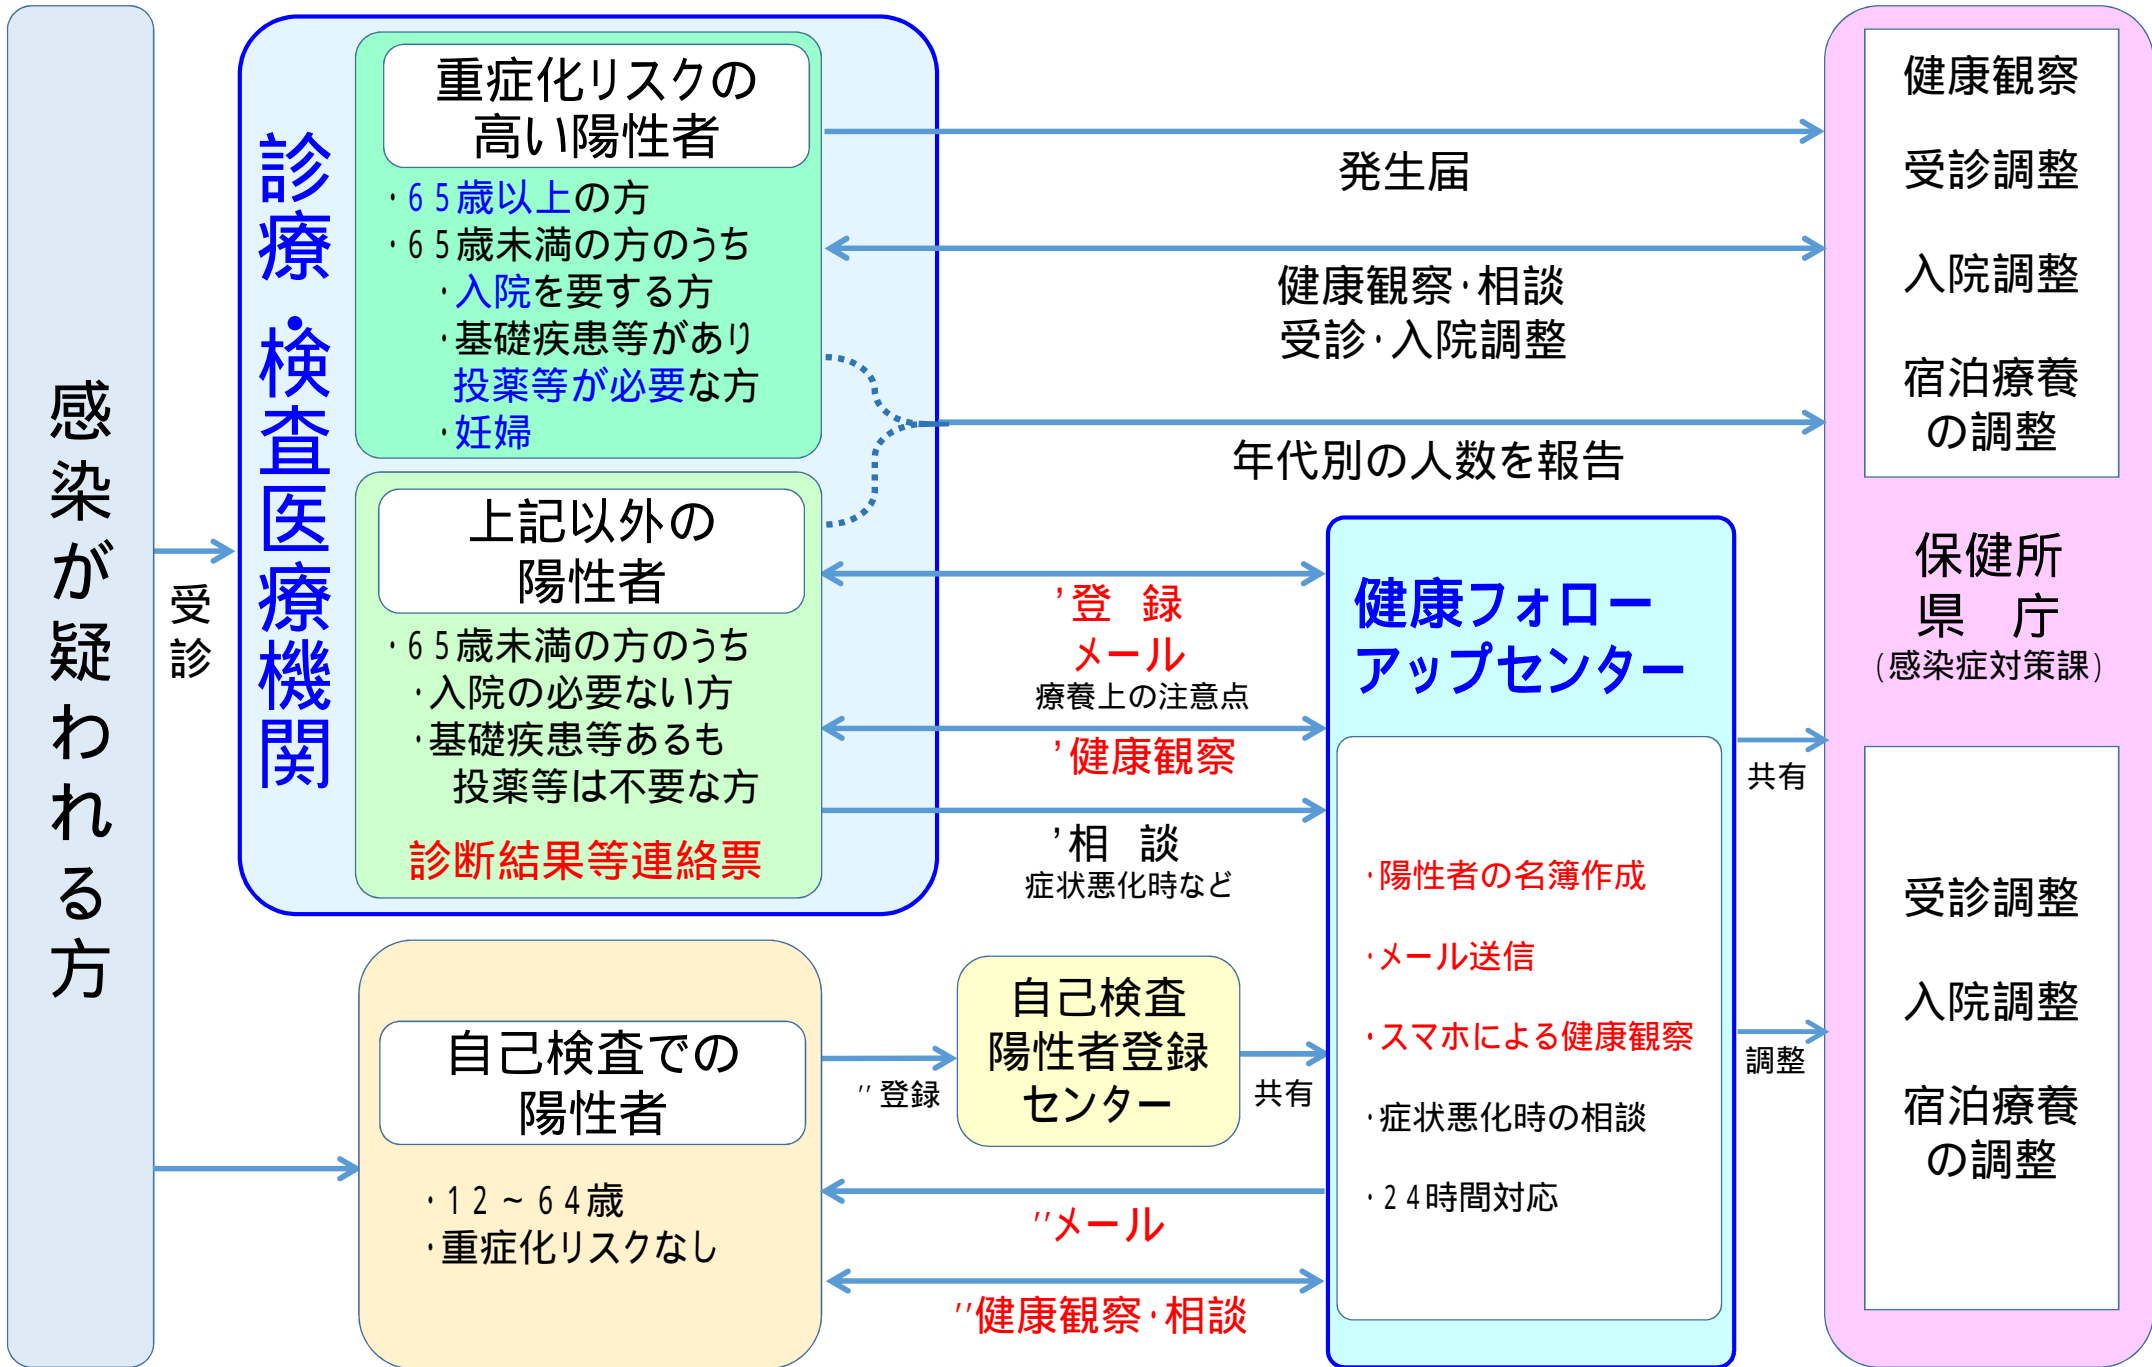 感染が疑われる方
受診
診療・検査医療機関
重症化リスクの
高い陽性者
・65歳以上の方
・65歳未満の方のうち
・入院を要する方
・基礎疾患等があり
投薬等が必要な方
・妊婦
上記以外の
陽性者
・65歳未満の方のうち
・入院の必要ない方
・基礎疾患等あるも
投薬等は不要な方
診断結果等連絡票
自己検査での
陽性者
・12~64歳
・重症化リスクなし
発生届
健康観察・相談
受診・入院調整
年代別の人数を報告
’登 録
メール
療養上の注意点
’健康観察
’相 談
症状悪化時など
”登録
自己検査
陽性者登録
センター
共有
”メール
”健康観察・相談
健康フォロー
アップセンター
・陽性者の名簿作成
・メール送信
・スマホによる健康観察
・症状悪化時の相談
・24時間対応
共有
調整
健康観察
受診調整
入院調整
宿泊療養
の調整
保健所
県 庁
(感染症対策課)
受診調整
入院調整
宿泊療養
の調整